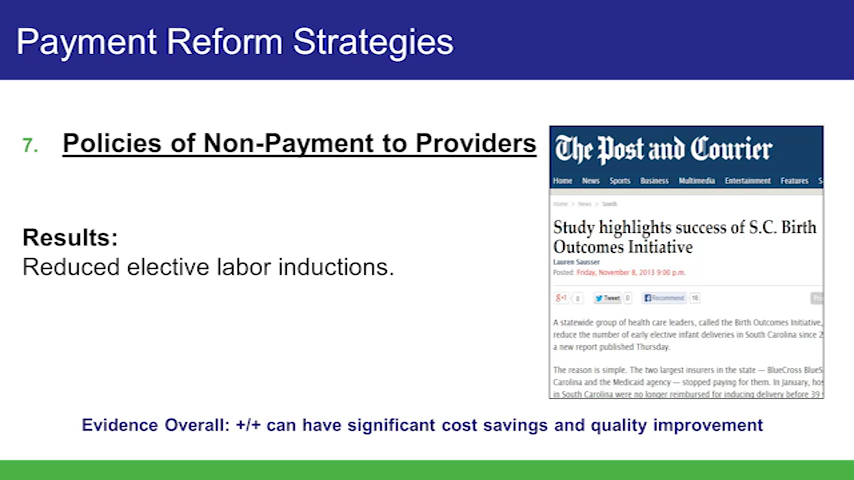 Payment Reform Strategies
7. Policies of Non-Payment to Providers
Results:
Reduced elective labor inductions.
The Post and Courier
Home News Sports Business Multimedia Entertainment Features S
Home > News > South
Study highlights success of S.C. Birth
Outcomes Initiative
Lauren Sausser
Posted: Friday, November 8, 2013 9:00 p.m.
+1 0 Tweet 0 Recommend 16
A statewide group of health care leaders, called the Birth Outcomes Initiative,
reduce the number of early elective infant deliveries in South Carolina since 2
a new report published Thursday.
The reason is simple. The two largest insurers in the state — BlueCross BlueS
Carolina and the Medicaid agency — stopped paying for them. In January, hos
in South Carolina were no longer reimbursed for inducing delivery before 39
Evidence Overall: +/+ can have significant cost savings and quality improvement